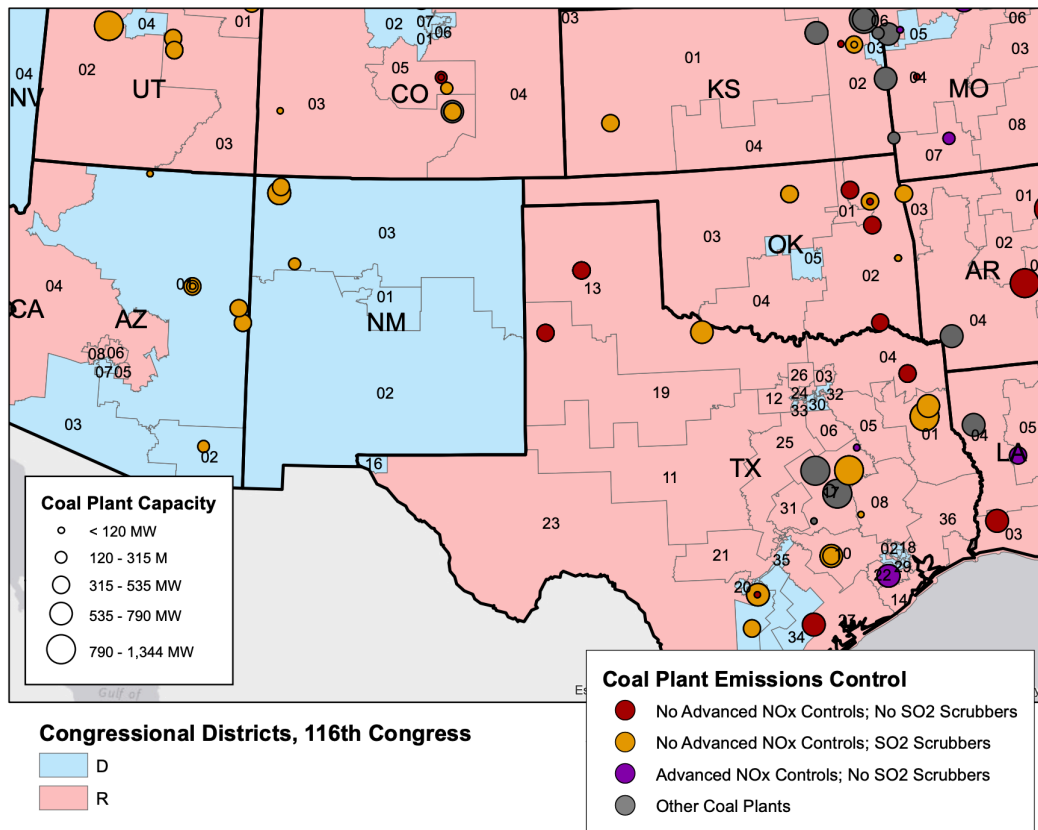 04
01
02
07
01
06
03
06
05
06
04
NV
02
UT
03
05
CO
04
03
01
KS
02
04
03
04
MO
08
07
03
04
CA
AZ
08
06
07
05
03
02
03
01
NM
02
16
03
OK
05
01
02
04
03
01
02
AR
04
13
19
11
23
TX
26
03
24
12
32
33
30
04
06
05
01
25
17
31
08
36
21
35
10
02
18
29
22
14
20
34
27
04
05
LA
03
Coal Plant Capacity
< 120 MW
120 - 315 M
315 - 535 MW
535 - 790 MW
790 - 1,344 MW
Gulf of
Es
Coal Plant Emissions Control
No Advanced NOx Controls; No SO2 Scrubbers
No Advanced NOx Controls; SO2 Scrubbers
Advanced NOx Controls; No SO2 Scrubbers
Other Coal Plants
Congressional Districts, 116th Congress
D
R